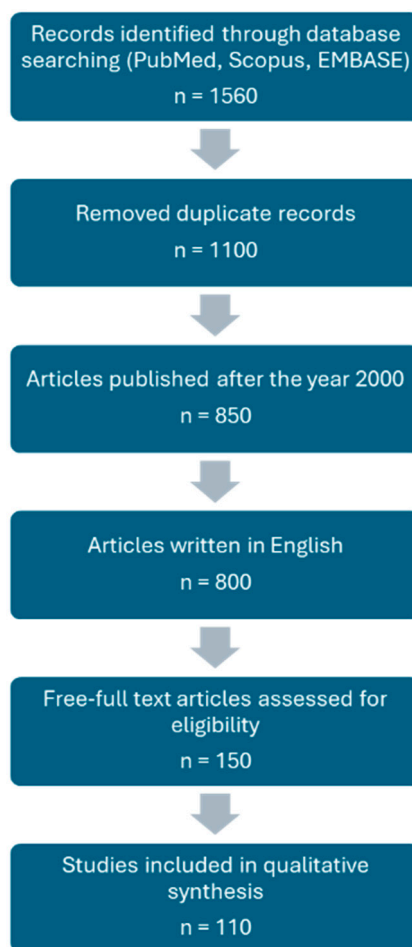 Records identified through database
searching (PubMed, Scopus, EMBASE)
n = 1560
Removed duplicate records
n = 1100
Articles published after the year 2000
n = 850
Articles written in English
n = 800
Free-full text articles assessed for
eligibility
n = 150
Studies included in qualitative
synthesis
n = 110